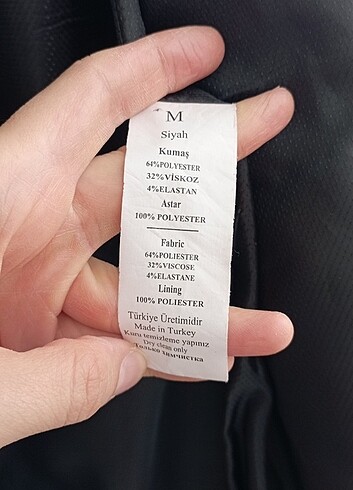 M
Siyah
Kumaş
64%POLYESTER
32%VİSKOZ
4%ELASTAN
Astar
100% POLYESTER
Fabric
64%POLIESTER
32%VISCOSE
4%ELASTANE
Lining
100% POLIESTER
Türkiye Üretimidir
Made in Turkey
Kuru temizleme yapınız
Dry clean only
Только химчистка